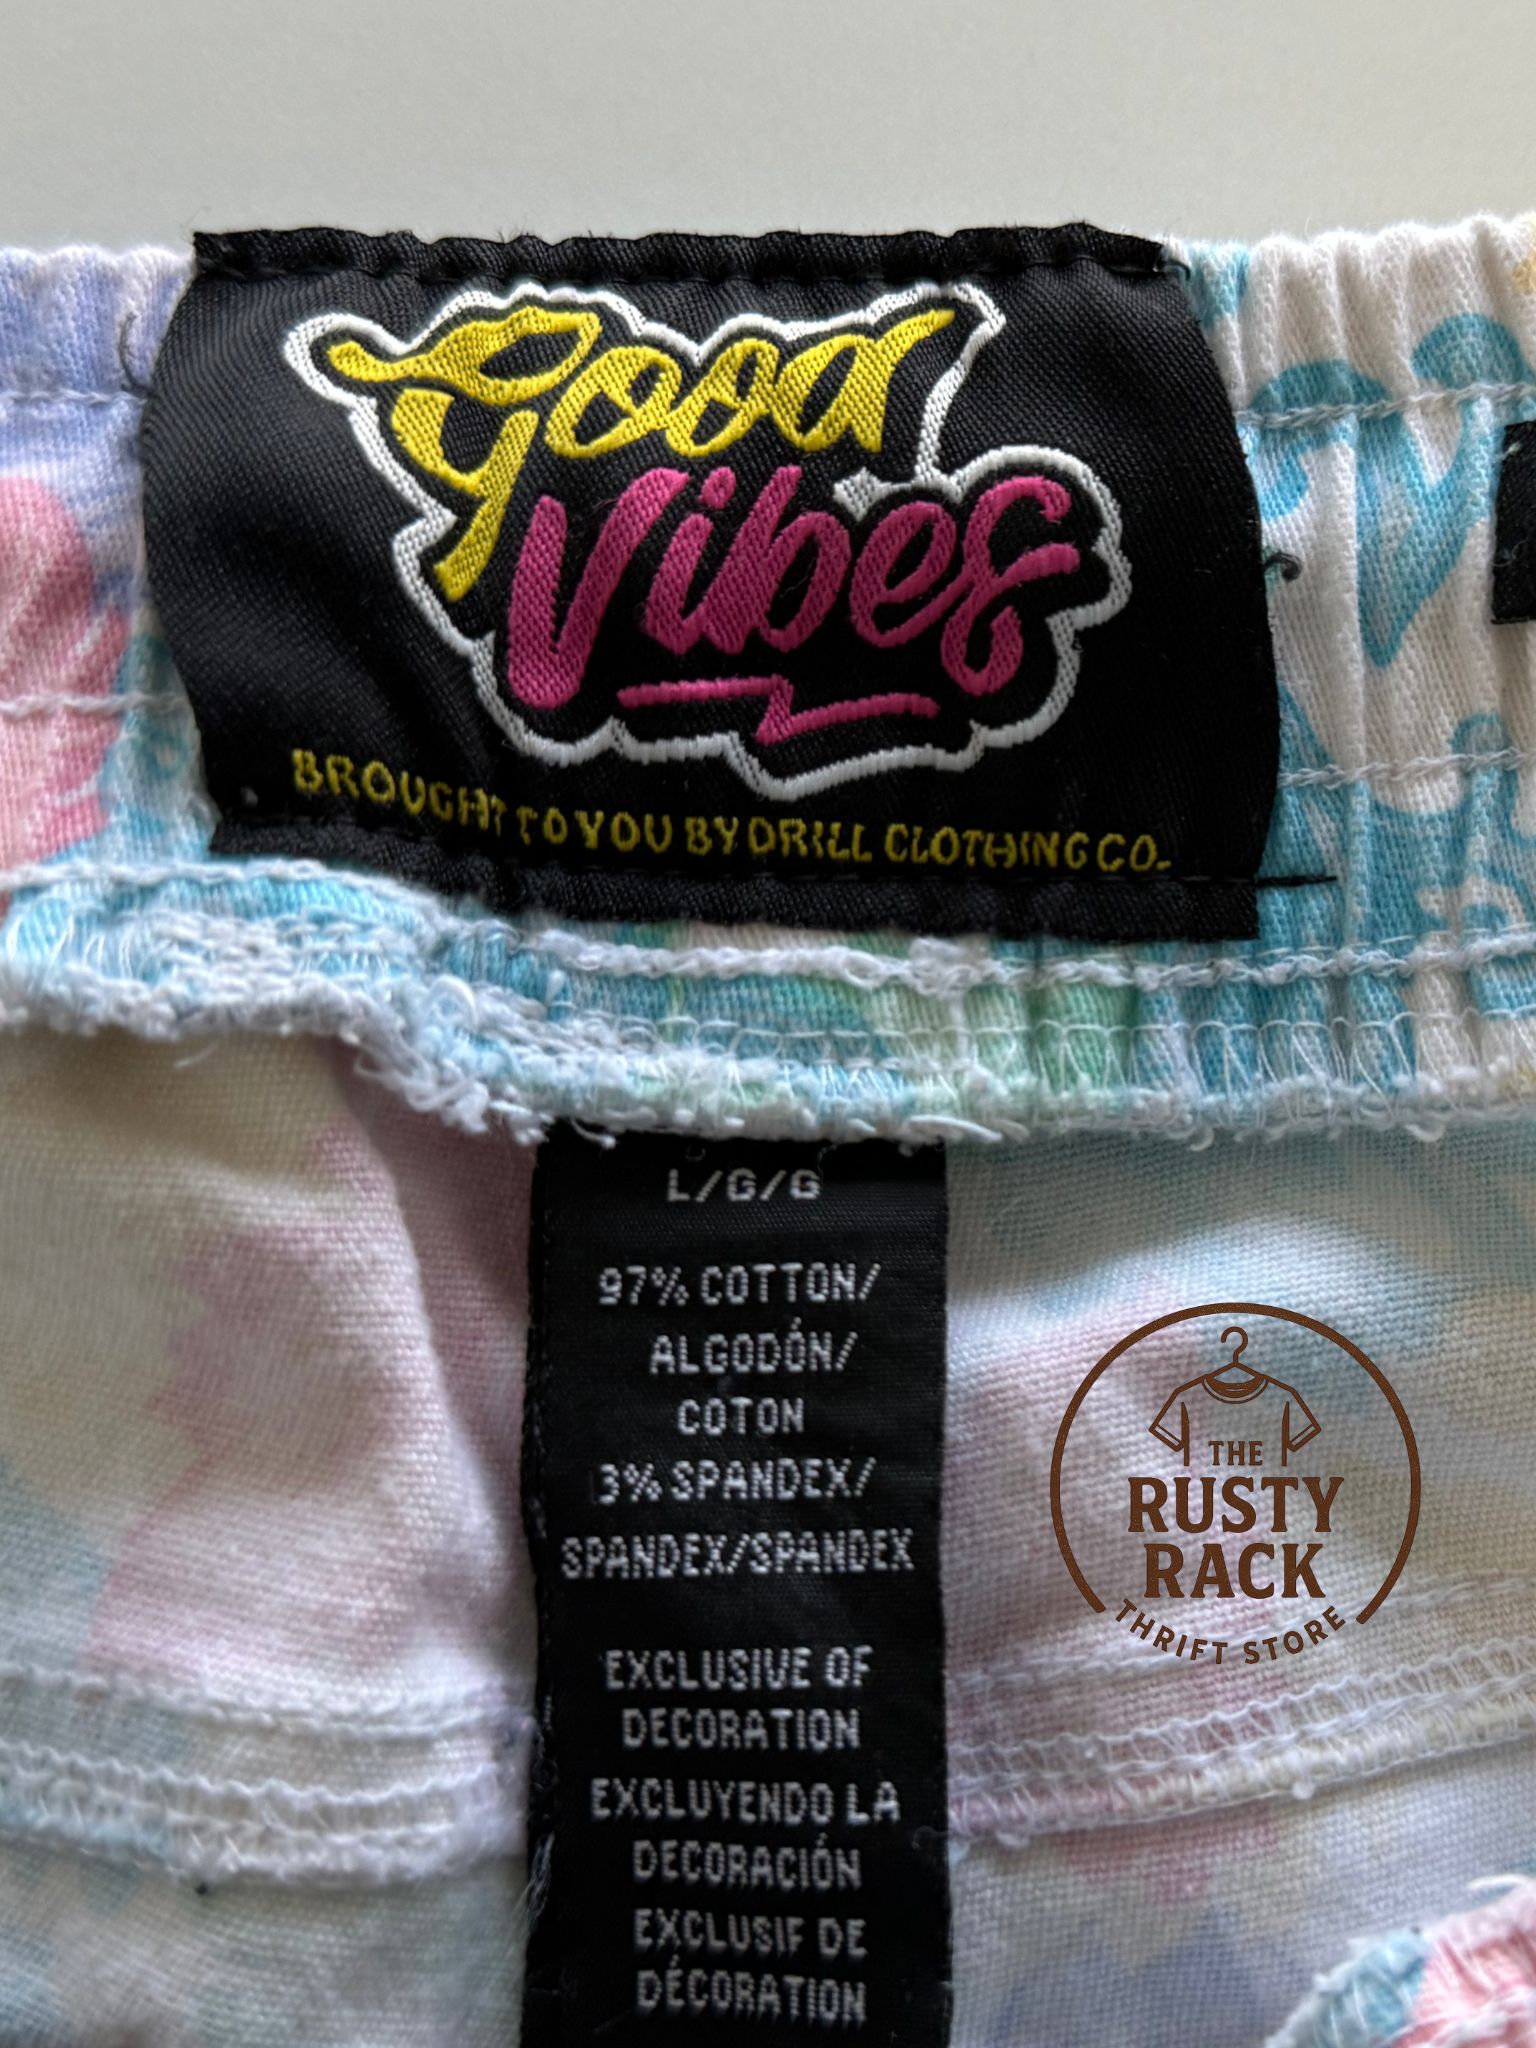 Good
Vibes
BROUGHT TO YOU BY DRILL CLOTHING CO.
L/G/G
97% COTTON/
ALGODÓN/
COTON
3% SPANDEX/
SPANDEX/SPANDEX
EXCLUSIVE OF
DECORATION
EXCLUYENDO LA
DECORACIÓN
EXCLUSIF DE
DÉCORATION
THE
RUSTY
RACK
THRIFT STORE